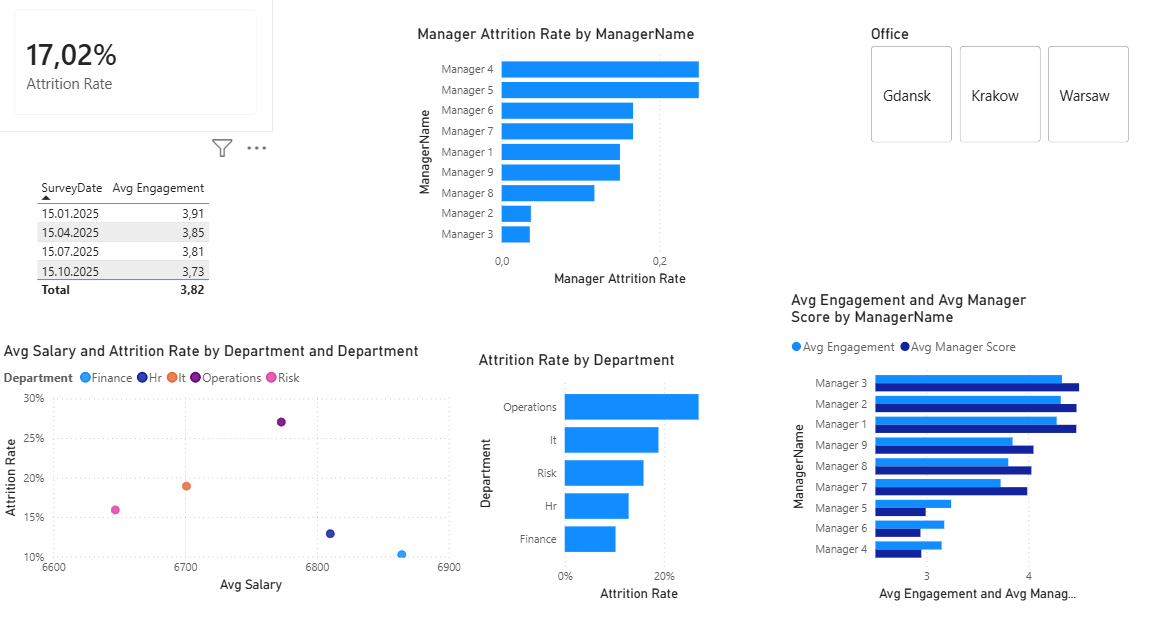 17,02%
Attrition Rate
SurveyDate Avg Engagement
15.01.2025 3,91
15.04.2025 3,85
15.07.2025 3,81
15.10.2025 3,73
Total 3,82
Manager Attrition Rate by ManagerName
ManagerName
Manager 4
Manager 5
Manager 6
Manager 7
Manager 1
Manager 9
Manager 8
Manager 2
Manager 3
0,0 0,2
Manager Attrition Rate
Office
Gdansk Krakow Warsaw
Avg Salary and Attrition Rate by Department and Department
Department Finance Hr It Operations Risk
Attrition Rate
30%
25%
20%
15%
10%
6600 6700 6800 6900
Avg Salary
Attrition Rate by Department
Department
Operations
It
Risk
Hr
Finance
0% 20%
Attrition Rate
Avg Engagement and Avg Manager
Score by ManagerName
Avg Engagement Avg Manager Score
ManagerName
Manager 3
Manager 2
Manager 1
Manager 9
Manager 8
Manager 7
Manager 5
Manager 6
Manager 4
3 4
Avg Engagement and Avg Manag...